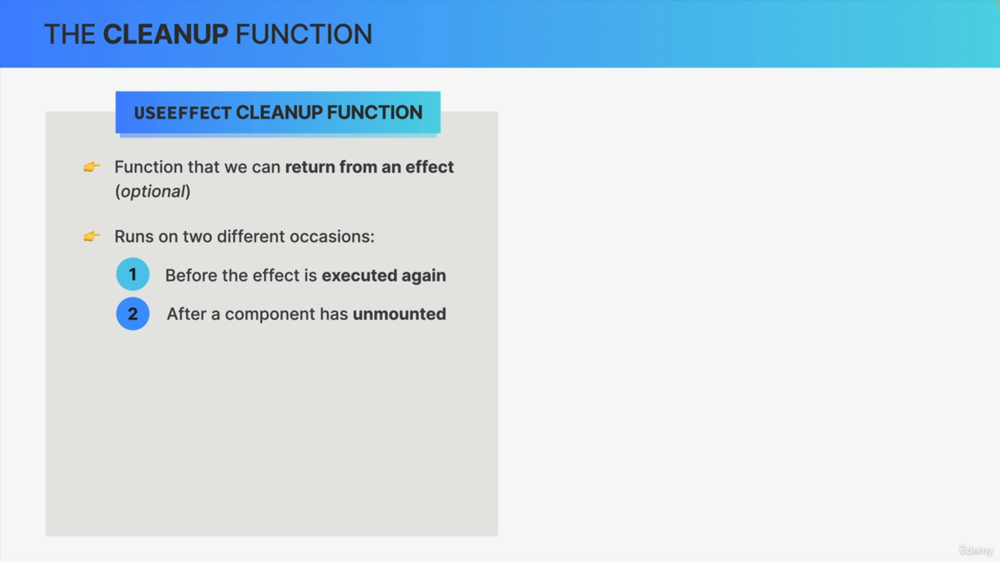 THE CLEANUP FUNCTION
USEEFFECT CLEANUP FUNCTION
👉 Function that we can return from an effect
(optional)
👉 Runs on two different occasions:
1 Before the effect is executed again
2 After a component has unmounted
ûdemy